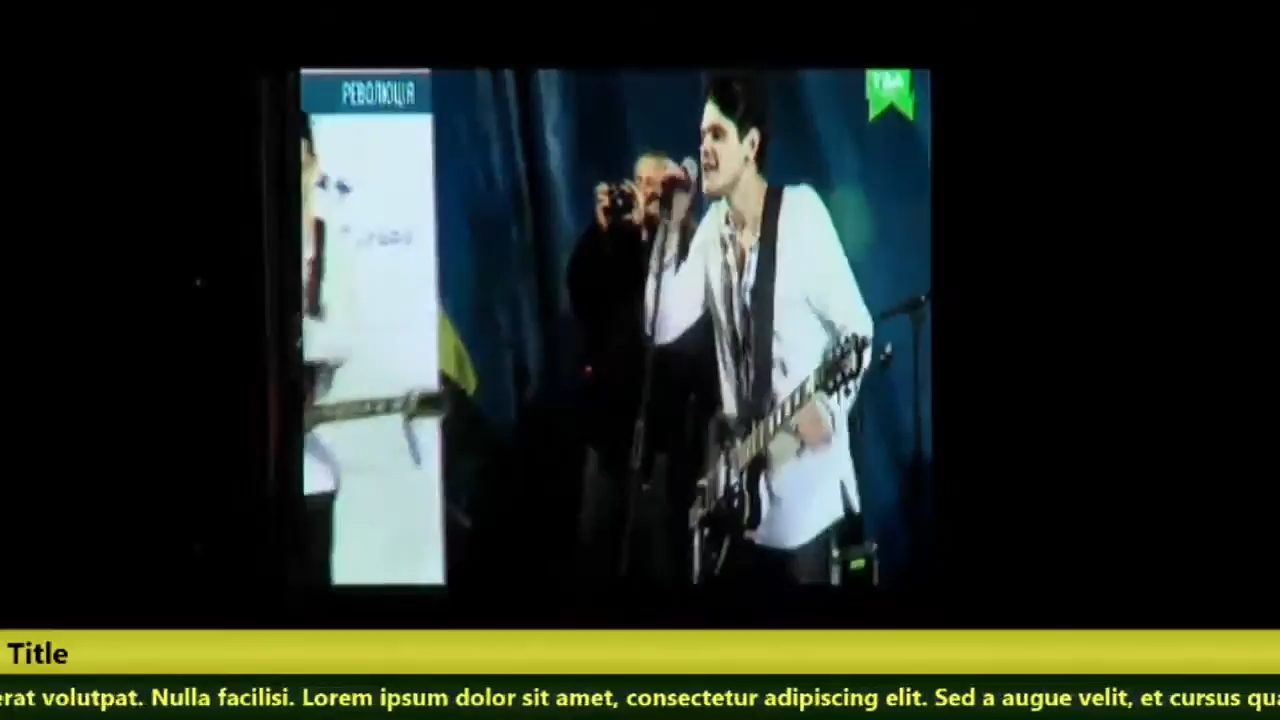 РЕВОЛЮЦІЯ
Title
erat volutpat. Nulla facilisi. Lorem ipsum dolor sit amet, consectetur adipiscing elit. Sed a augue velit, et cursus qu